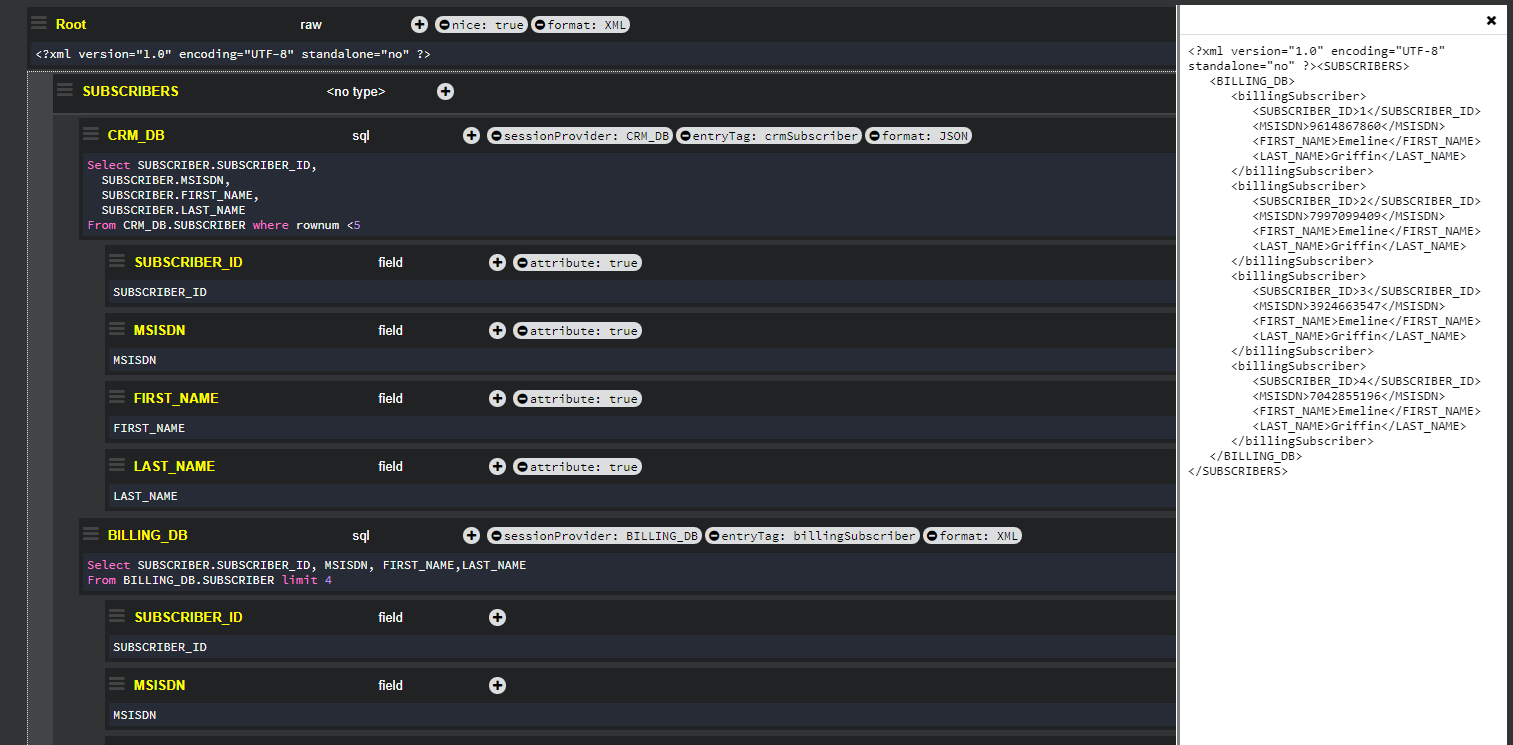 Root raw nice: true format: XML
<?xml version="1.0" encoding="UTF-8" standalone="no" ?>
SUBSCRIBERS <no type>
CRM_DB sql sessionProvider: CRM_DB entryTag: crmSubscriber format: JSON
Select SUBSCRIBER.SUBSCRIBER_ID,
SUBSCRIBER.MSISDN,
SUBSCRIBER.FIRST_NAME,
SUBSCRIBER.LAST_NAME
From CRM_DB.SUBSCRIBER where rownum <5
SUBSCRIBER_ID field attribute: true
SUBSCRIBER_ID
MSISDN field attribute: true
MSISDN
FIRST_NAME field attribute: true
FIRST_NAME
LAST_NAME field attribute: true
LAST_NAME
BILLING_DB sql sessionProvider: BILLING_DB entryTag: billingSubscriber format: XML
Select SUBSCRIBER.SUBSCRIBER_ID, MSISDN, FIRST_NAME,LAST_NAME
From BILLING_DB.SUBSCRIBER limit 4
SUBSCRIBER_ID field
SUBSCRIBER_ID
MSISDN field
MSISDN
<?xml version="1.0" encoding="UTF-8"
standalone="no" ?><SUBSCRIBERS>
<BILLING_DB>
<billingSubscriber>
<SUBSCRIBER_ID>1</SUBSCRIBER_ID>
<MSISDN>9614867860</MSISDN>
<FIRST_NAME>Emeline</FIRST_NAME>
<LAST_NAME>Griffin</LAST_NAME>
</billingSubscriber>
<billingSubscriber>
<SUBSCRIBER_ID>2</SUBSCRIBER_ID>
<MSISDN>7997099409</MSISDN>
<FIRST_NAME>Emeline</FIRST_NAME>
<LAST_NAME>Griffin</LAST_NAME>
</billingSubscriber>
<billingSubscriber>
<SUBSCRIBER_ID>3</SUBSCRIBER_ID>
<MSISDN>3924663547</MSISDN>
<FIRST_NAME>Emeline</FIRST_NAME>
<LAST_NAME>Griffin</LAST_NAME>
</billingSubscriber>
<billingSubscriber>
<SUBSCRIBER_ID>4</SUBSCRIBER_ID>
<MSISDN>7042855196</MSISDN>
<FIRST_NAME>Emeline</FIRST_NAME>
<LAST_NAME>Griffin</LAST_NAME>
</billingSubscriber>
</BILLING_DB>
</SUBSCRIBERS>